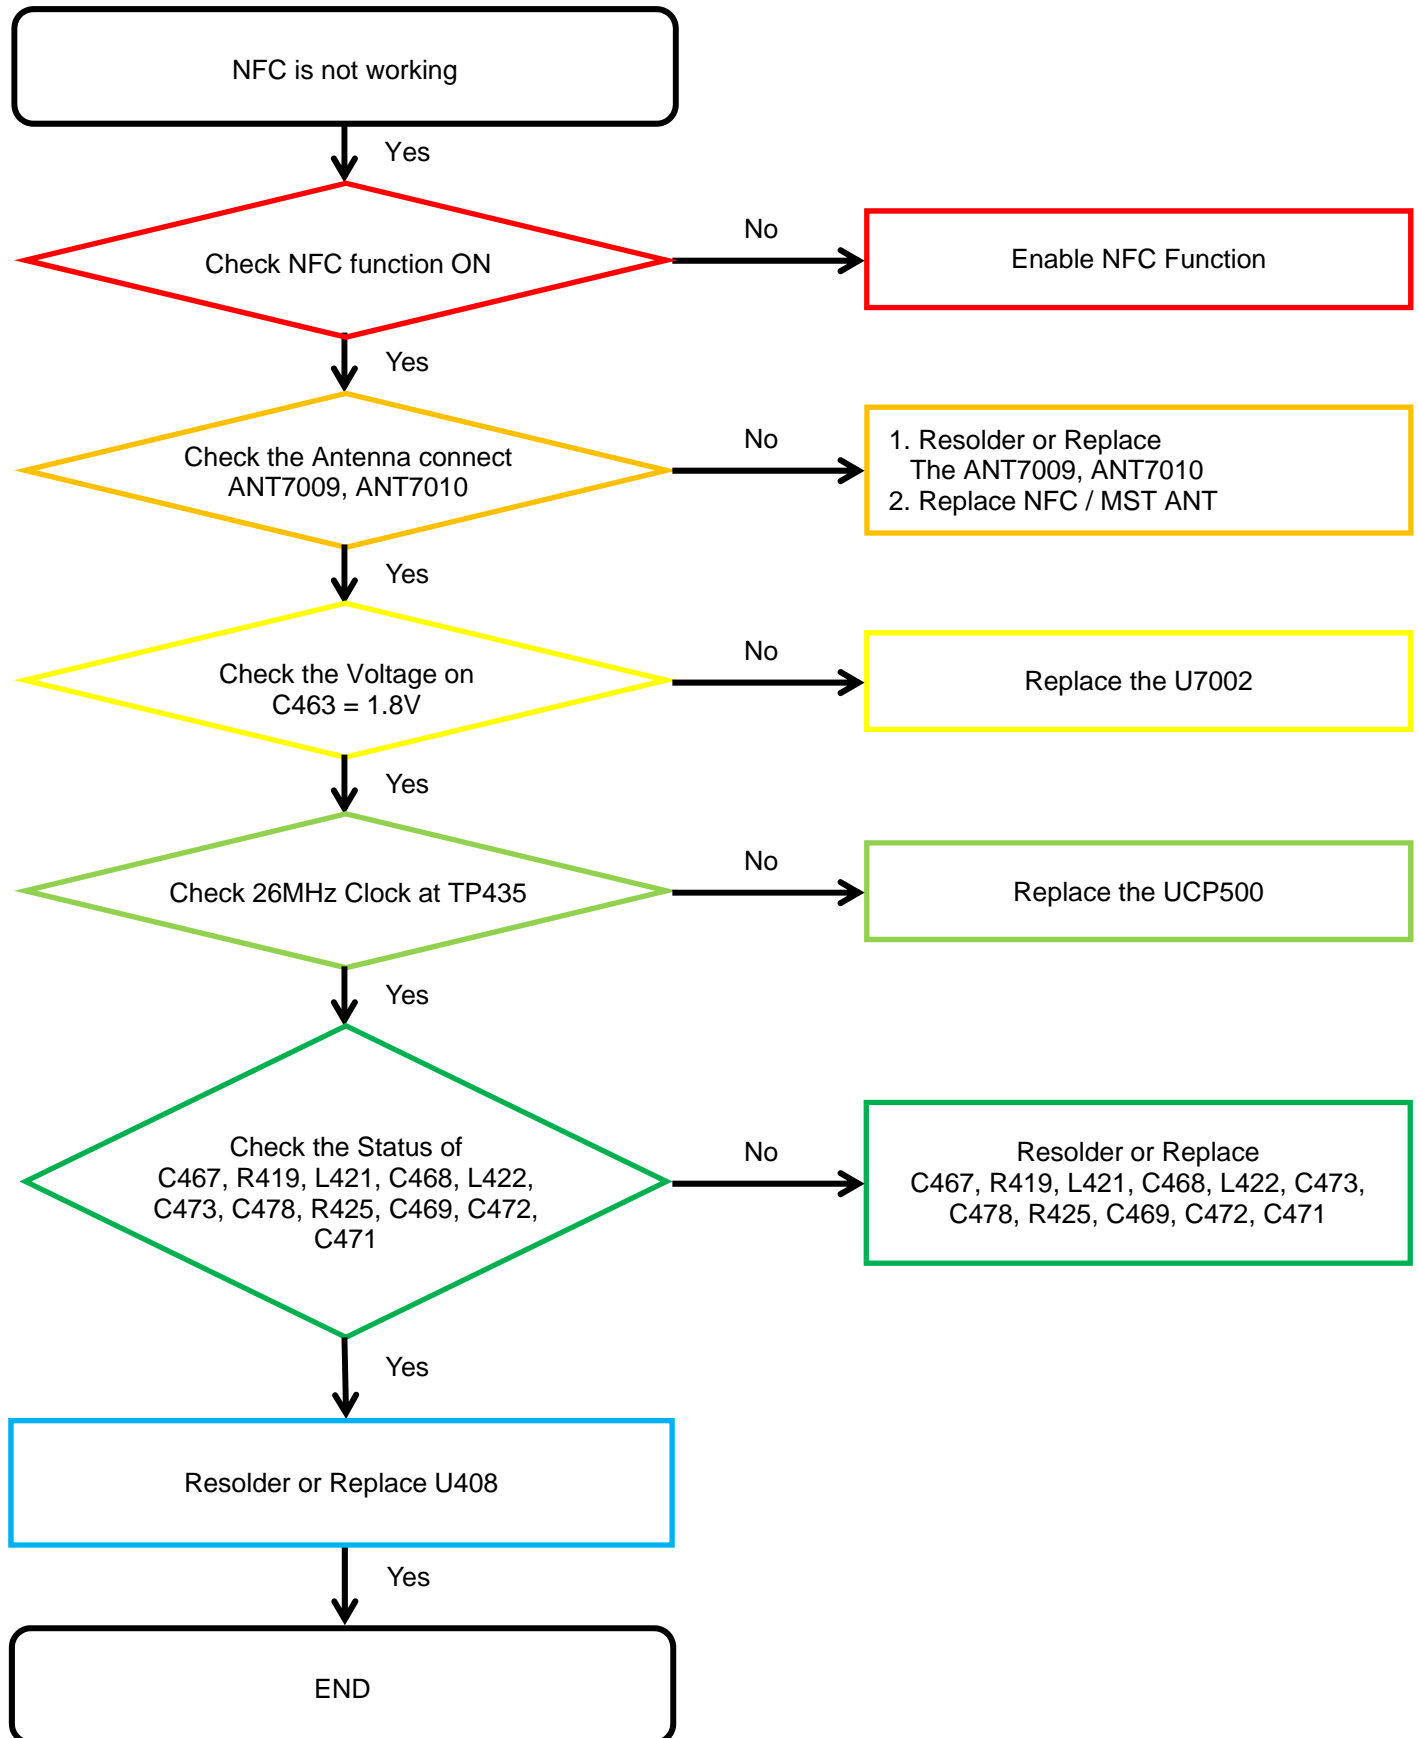 NFC is not working
Yes
Check NFC function ON
No
Enable NFC Function
Yes
Check the Antenna connect
ANT7009, ANT7010
No
1. Resolder or Replace
The ANT7009, ANT7010
2. Replace NFC / MST ANT
Yes
Check the Voltage on
C463 = 1.8V
No
Replace the U7002
Yes
Check 26MHz Clock at TP435
No
Replace the UCP500
Yes
Check the Status of
C467, R419, L421, C468, L422,
C473, C478, R425, C469, C472,
C471
No
Resolder or Replace
C467, R419, L421, C468, L422, C473,
C478, R425, C469, C472, C471
Yes
Resolder or Replace U408
Yes
END